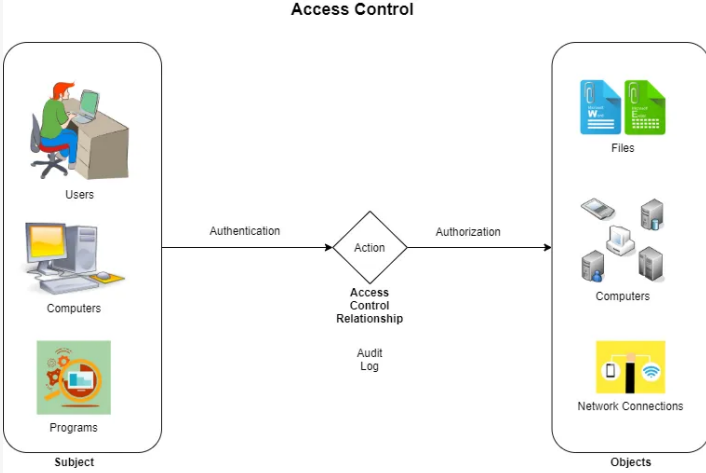 Access Control
Users
Computers
Programs
Subject
Authentication
Action
Access
Control
Relationship
Audit
Log
Authorization
Files
Computers
Network Connections
Objects